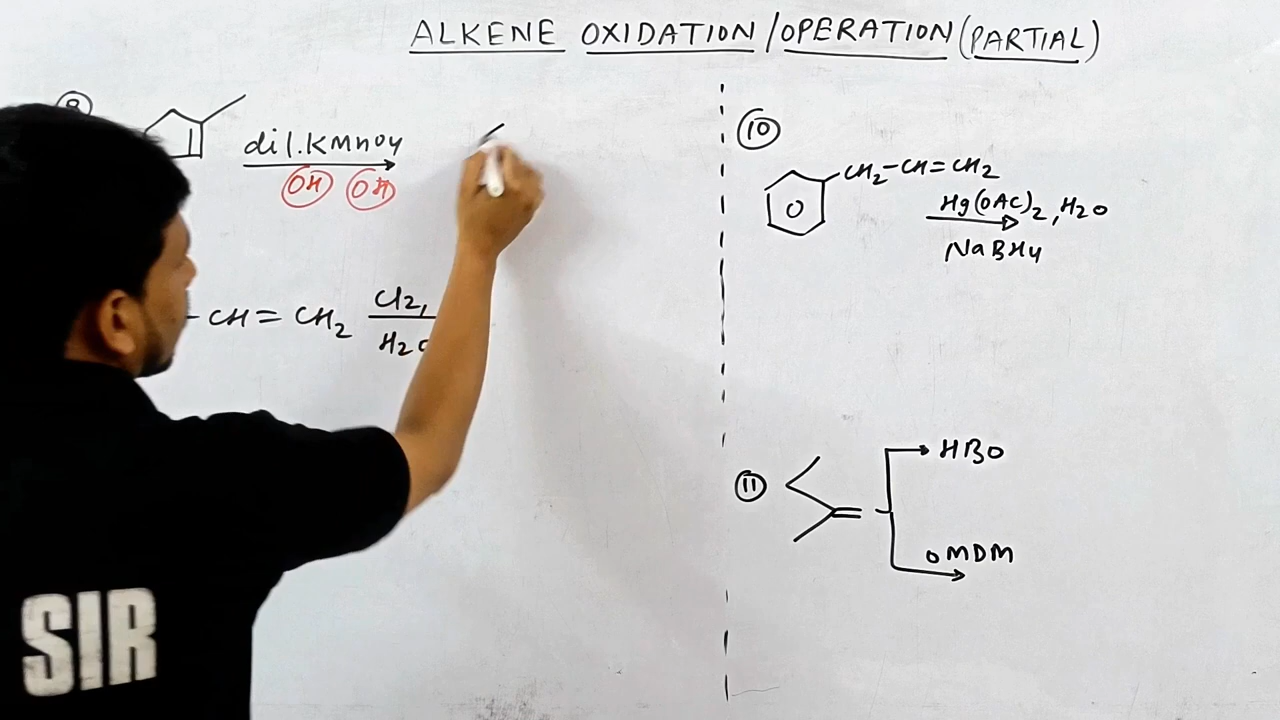 ALKENE OXIDATION/OPERATION(PARTIAL)
8
dil.KMnO4
OH OH
CH=CH2 Cl2,
H2O
10
CH2-CH=CH2
O
Hg(OAC)2,H2O
NaBH4
11
HBO
OMDM
SIR